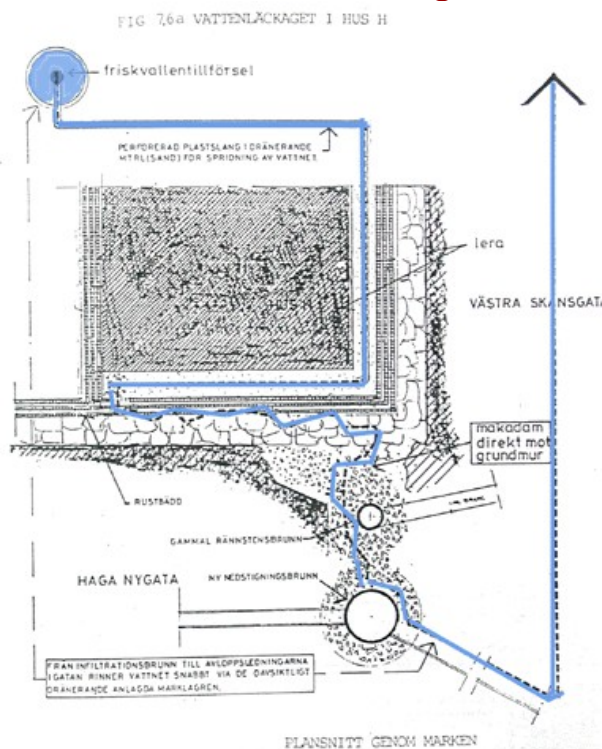 FIG 7,6a VATTENLÄCKAGET I HUS H
friskvattentillförsel
PERFORERAD PLASTSLANG I DRÄNERANDE
MTRL(SAND) FÖR SPRIDNING AV VATTNET.
lera
VÄSTRA SKANSGATA
makadam
direkt mot
grundmur
RUSTBÄDD
GAMMAL RÄNNSTENSBRUNN
HAGA NYGATA
NY NEDSTIGNINGSBRUNN
FRÅN INFILTRATIONSBRUNN TILL AVLOPPSLEDNINGARNA
I GATAN RINNER VATTNET SNABBT VIA DE OAVSIKTLIGT
DRÄNERANDE ANLAGDA MARKLAGREN.
PLANSNITT GENOM MARKEN